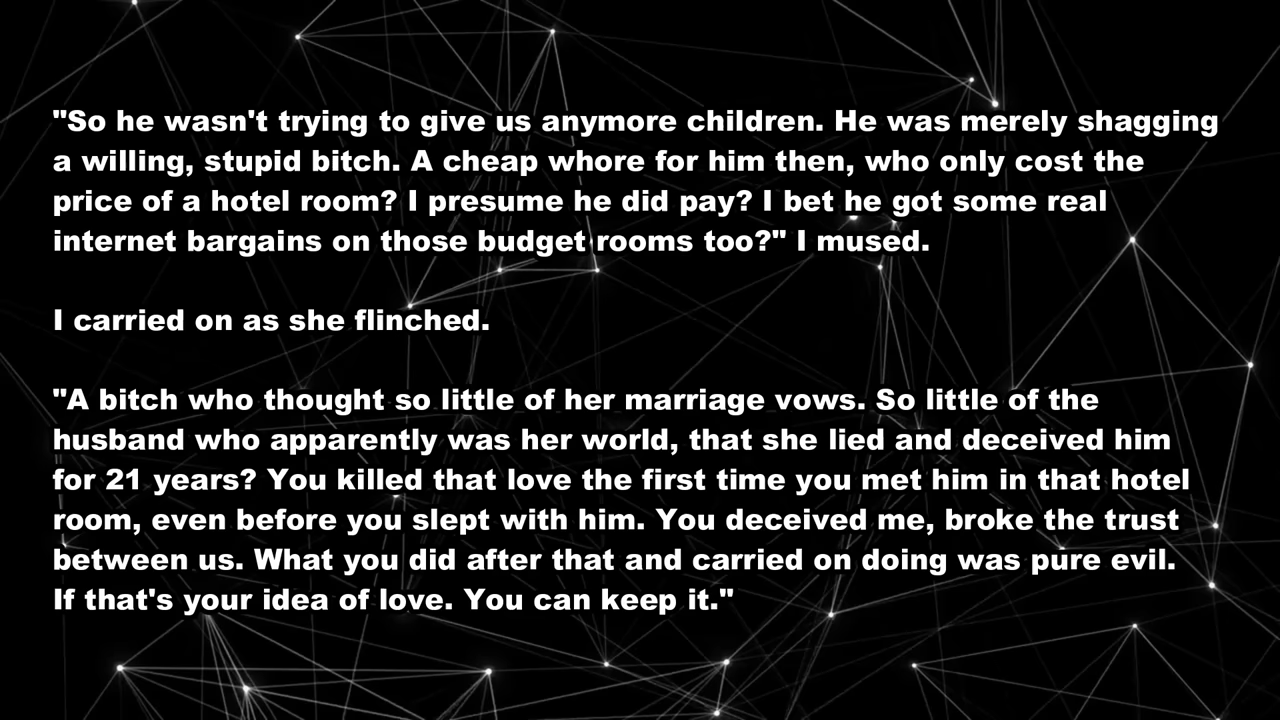 "So he wasn't trying to give us anymore children. He was merely shagging
a willing, stupid bitch. A cheap whore for him then, who only cost the
price of a hotel room? I presume he did pay? I bet he got some real
internet bargains on those budget rooms too?" I mused.
I carried on as she flinched.
"A bitch who thought so little of her marriage vows. So little of the
husband who apparently was her world, that she lied and deceived him
for 21 years? You killed that love the first time you met him in that hotel
room, even before you slept with him. You deceived me, broke the trust
between us. What you did after that and carried on doing was pure evil.
If that's your idea of love. You can keep it."